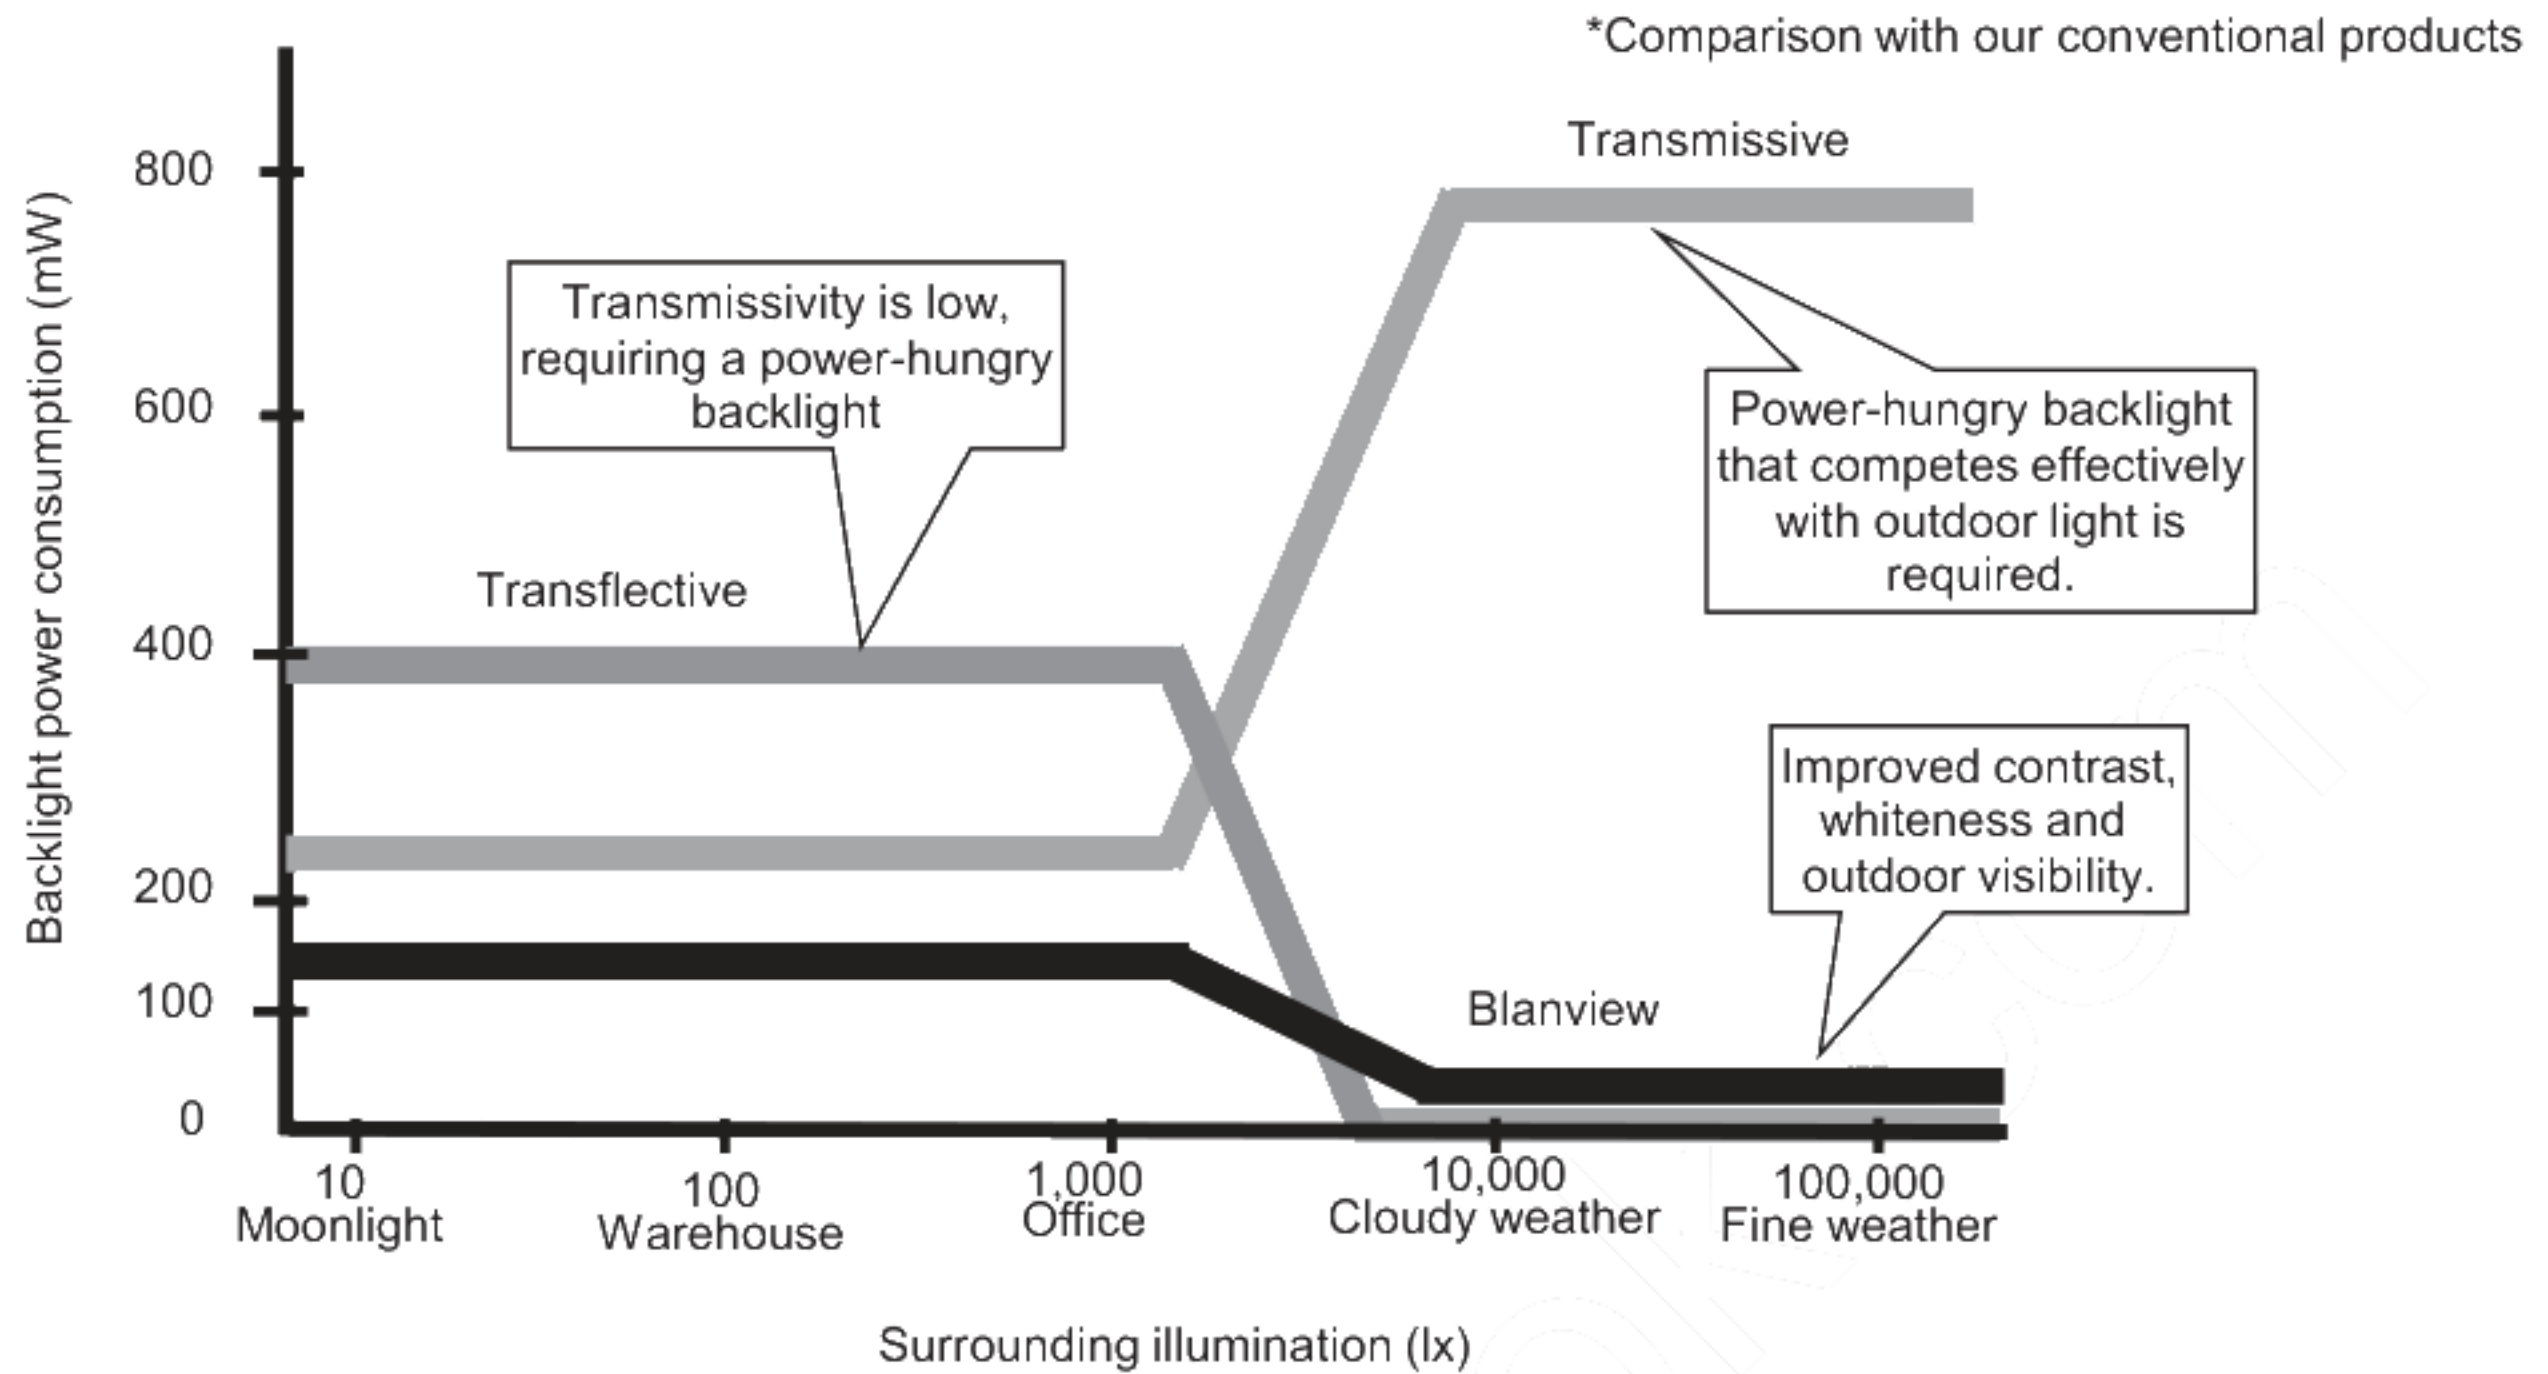 *Comparison with our conventional products
Transmissive
800
Transmissivity is low,
requiring a power-hungry
backlight
600
Power-hungry backlight
that competes effectively
with outdoor light is
required.
Transflective
400
Backlight power consumption (mW)
Improved contrast,
whiteness and
outdoor visibility.
200
100
Blanview
0
10
Moonlight
100
Warehouse
1,000
Office
10,000
Cloudy weather
100,000
Fine weather
Surrounding illumination (lx)